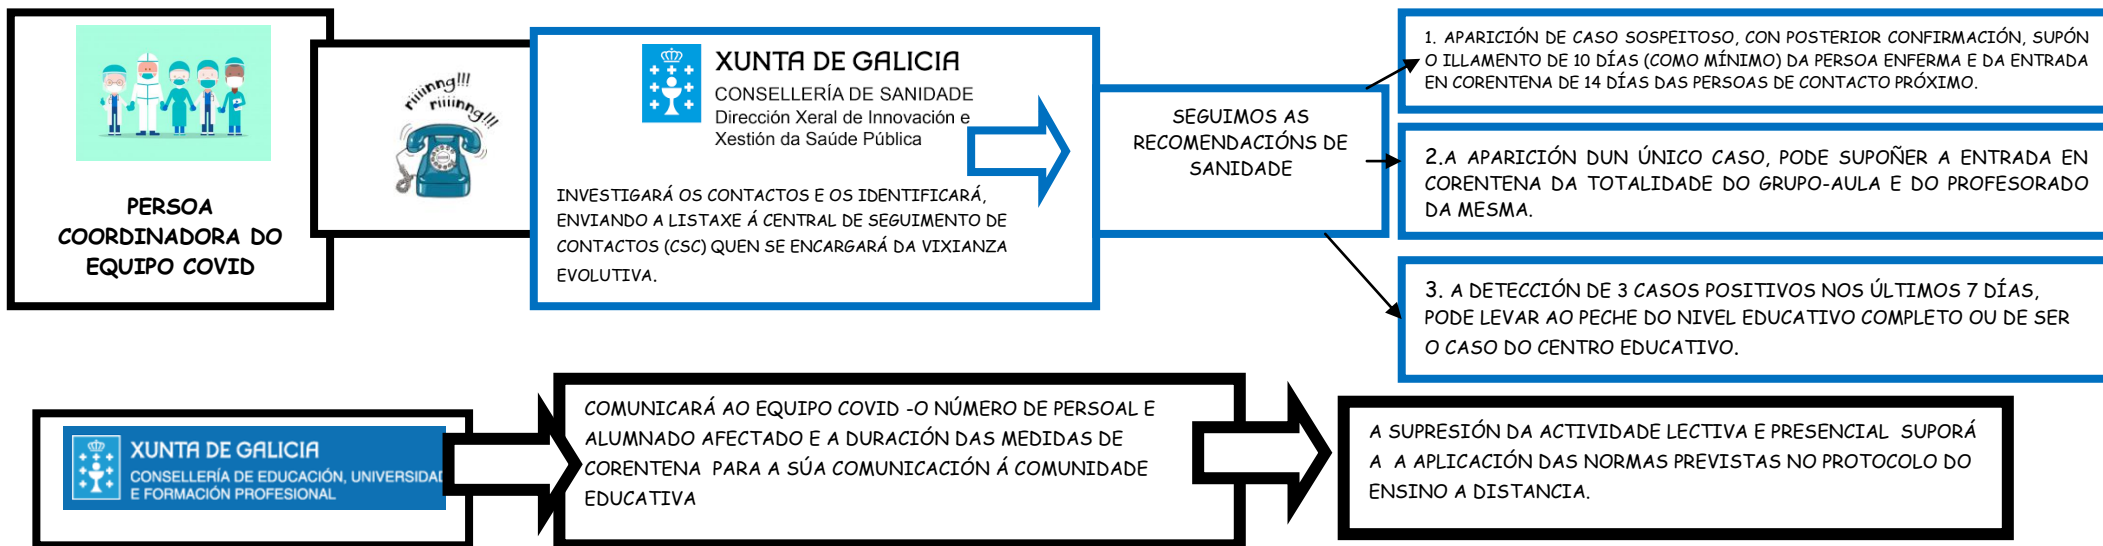 PERSOA
COORDINADORA DO
EQUIPO COVID
riiinng!!!
riiinng!!!
XUNTA DE GALICIA
CONSELLERÍA DE SANIDADE
Dirección Xeral de Innovación e
Xestión da Saúde Pública
INVESTIGARÁ OS CONTACTOS E OS IDENTIFICARÁ,
ENVIANDO A LISTAXE Á CENTRAL DE SEGUIMENTO DE
CONTACTOS (CSC) QUEN SE ENCARGARÁ DA VIXIANZA
EVOLUTIVA.
SEGUIMOS AS
RECOMENDACIÓNS DE
SANIDADE
1. APARICIÓN DE CASO SOSPEITOSO, CON POSTERIOR CONFIRMACIÓN, SUPÓN
O ILLAMENTO DE 10 DÍAS (COMO MÍNIMO) DA PERSOA ENFERMA E DA ENTRADA
EN CORENTENA DE 14 DÍAS DAS PERSOAS DE CONTACTO PRÓXIMO.
2.A APARICIÓN DUN ÚNICO CASO, PODE SUPOÑER A ENTRADA EN
CORENTENA DA TOTALIDADE DO GRUPO-AULA E DO PROFESORADO
DA MESMA.
3. A DETECCIÓN DE 3 CASOS POSITIVOS NOS ÚLTIMOS 7 DÍAS,
PODE LEVAR AO PECHE DO NIVEL EDUCATIVO COMPLETO OU DE SER
O CASO DO CENTRO EDUCATIVO.
XUNTA DE GALICIA
CONSELLERÍA DE EDUCACIÓN, UNIVERSIDAD
E FORMACIÓN PROFESIONAL
COMUNICARÁ AO EQUIPO COVID -O NÚMERO DE PERSOAL E
ALUMNADO AFECTADO E A DURACIÓN DAS MEDIDAS DE
CORENTENA PARA A SÚA COMUNICACIÓN Á COMUNIDADE
EDUCATIVA
A SUPRESIÓN DA ACTIVIDADE LECTIVA E PRESENCIAL SUPORÁ
A A APLICACIÓN DAS NORMAS PREVISTAS NO PROTOCOLO DO
ENSINO A DISTANCIA.